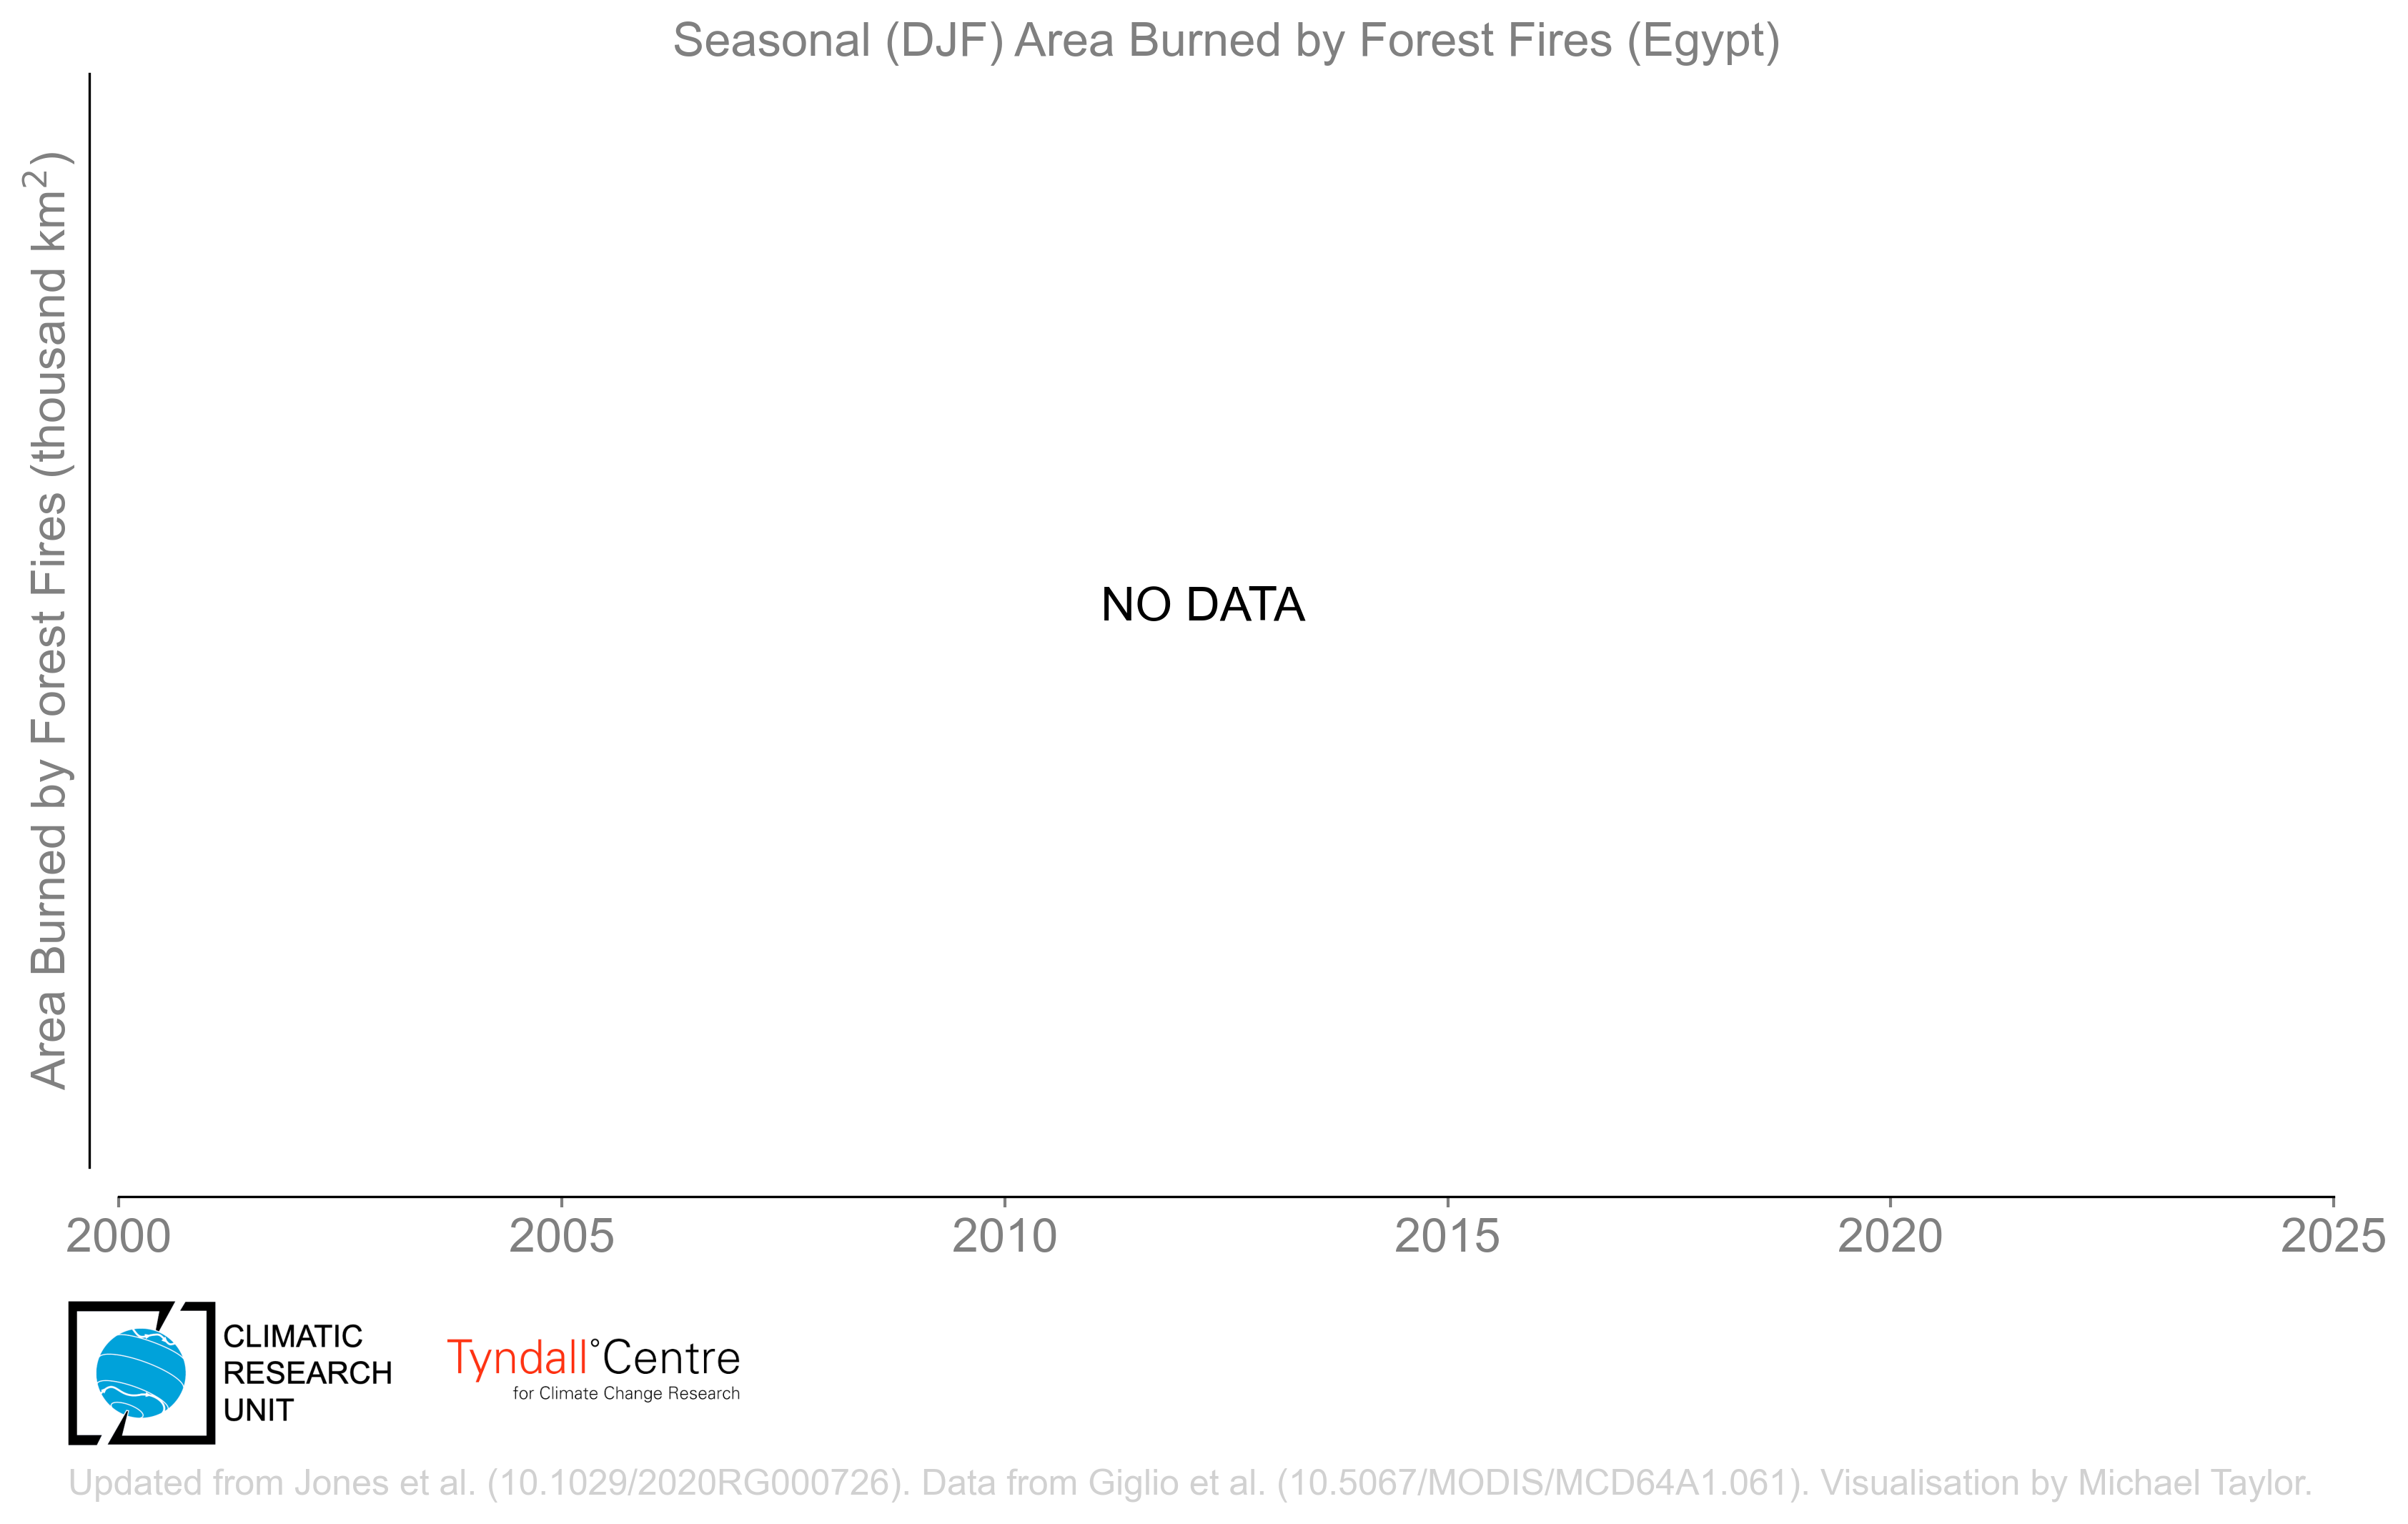 Seasonal (DJF) Area Burned by Forest Fires (Egypt)
Area Burned by Forest Fires (thousand km²)
NO DATA
2000 2005 2010 2015 2020 2025
CLIMATIC
RESEARCH
UNIT
Tyndall°Centre
for Climate Change Research
Updated from Jones et al. (10.1029/2020RG000726). Data from Giglio et al. (10.5067/MODIS/MCD64A1.061). Visualisation by Michael Taylor.